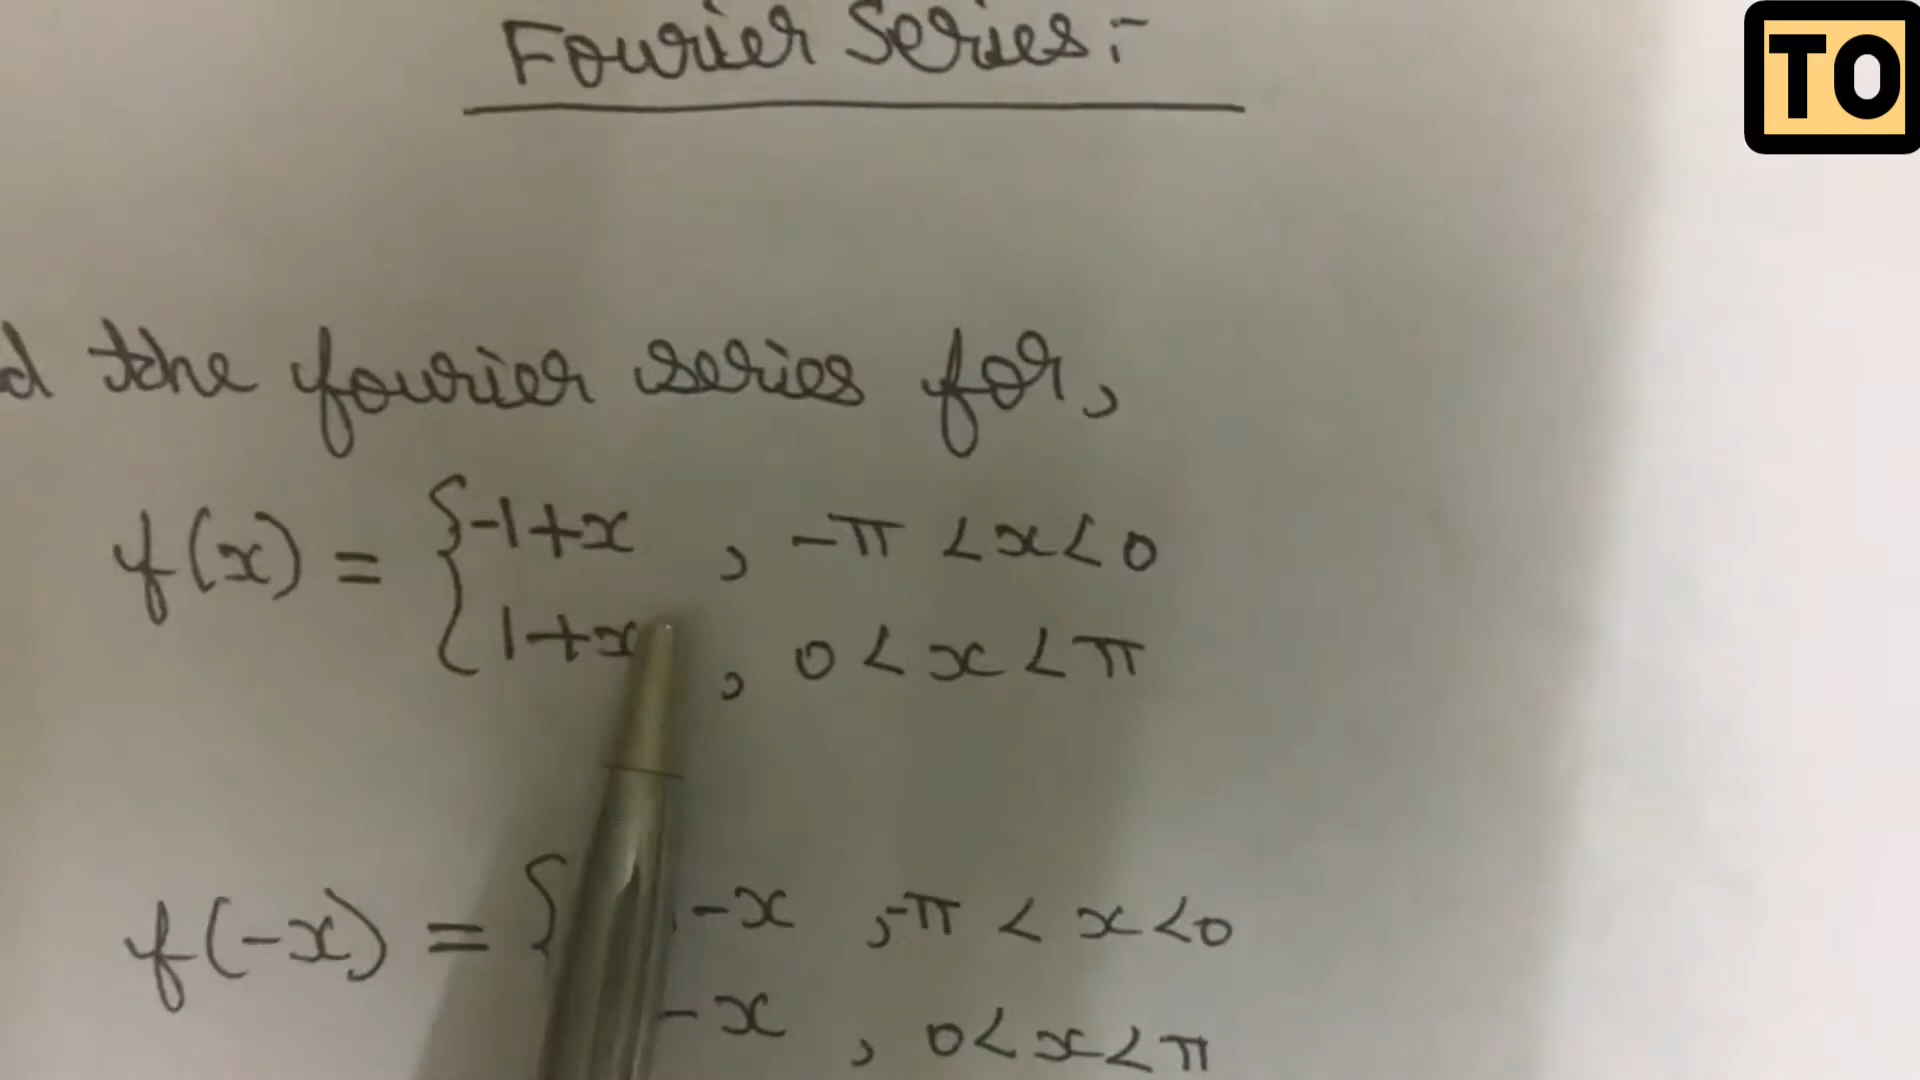 Fourier Series:-
TO
d the fourier series for,
f(x) = { -1+x , -π < x < 0
1+x , 0 < x < π
f(-x) = { -x , -π < x < 0
-x , 0 < x < π